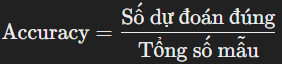 Accuracy = Số dự đoán đúng
Tổng số mẫu